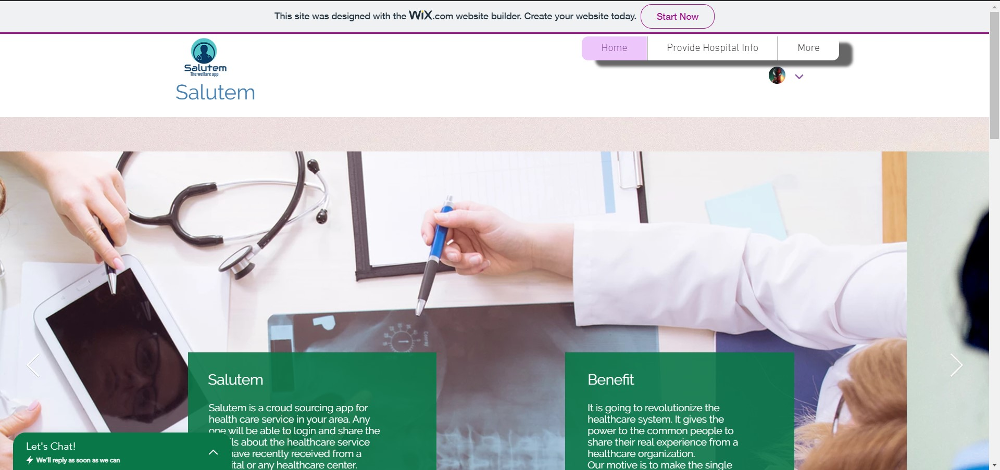 This site was designed with the WiX.com website builder. Create your website today.
Start Now
Salutem
The welfare app
Salutem
Home
Provide Hospital Info
More
Salutem
Salutem is a croud sourcing app for
health care service in your area. Any
one will be able to login and share the
ls about the healthcare service
have recently received from a
ital or any healthcare center.
Benefit
It is going to revolutionize the
healthcare system. It gives the
power to the common people to
share their real experience from a
healthcare organization.
Our motive is to make the single
Let's Chat!
We'll reply as soon as we can